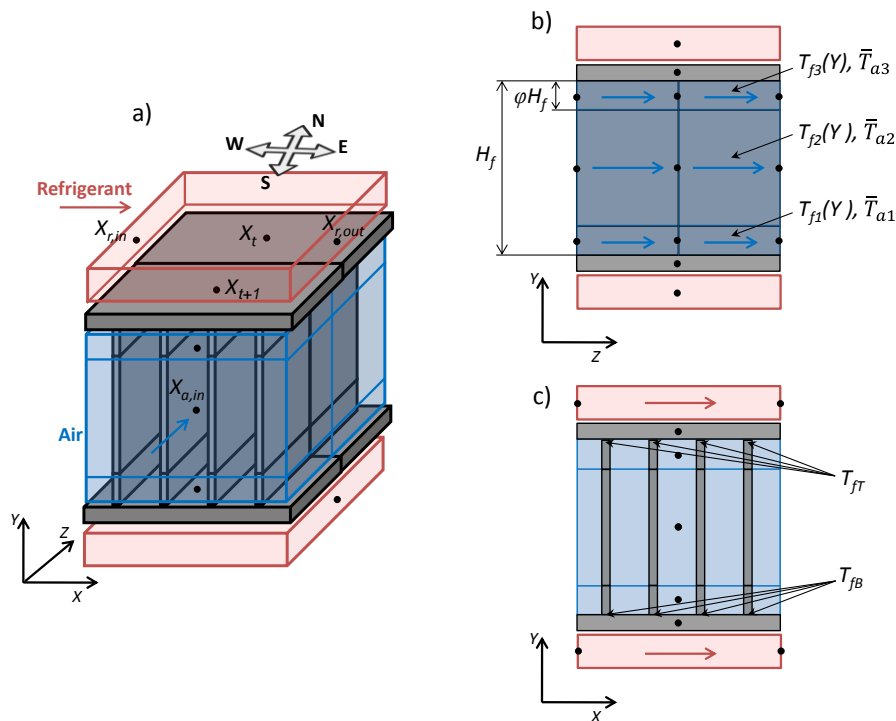 a)
N
W
E
S
Refrigerant
X_{r,in}
X_t
X_{r,out}
X_{t+1}
X_{a,in}
Air
Y
Z
X
b)
T_{f3}(Y), T̅_{a3}
φH_f
H_f
T_{f2}(Y), T̅_{a2}
T_{f1}(Y), T̅_{a1}
Y
Z
c)
T_{fT}
T_{fB}
Y
X